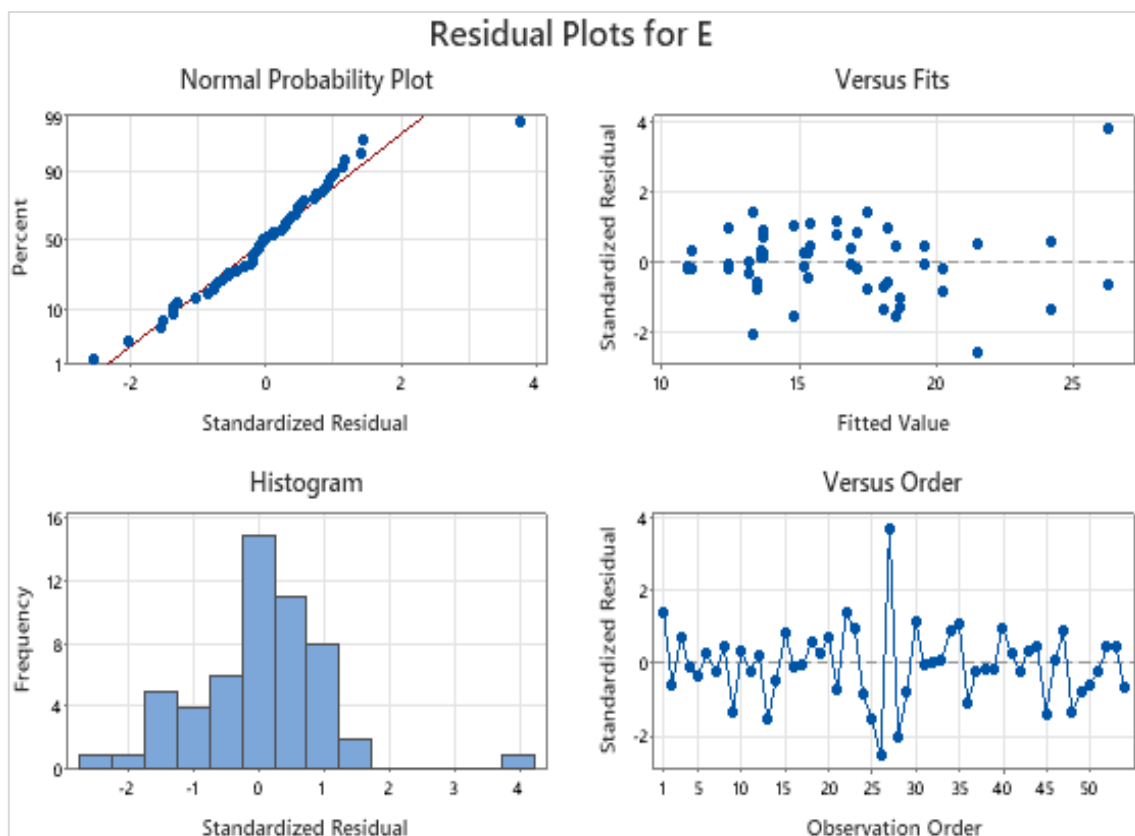 Residual Plots for E
Normal Probability Plot
99
90
50
10
1
Percent
-2 0 2 4
Standardized Residual
Versus Fits
4
2
0
-2
Standardized Residual
10 15 20 25
Fitted Value
Histogram
16
12
8
4
0
Frequency
-2 -1 0 1 2 3 4
Standardized Residual
Versus Order
4
2
0
-2
Standardized Residual
1 5 10 15 20 25 30 35 40 45 50
Observation Order